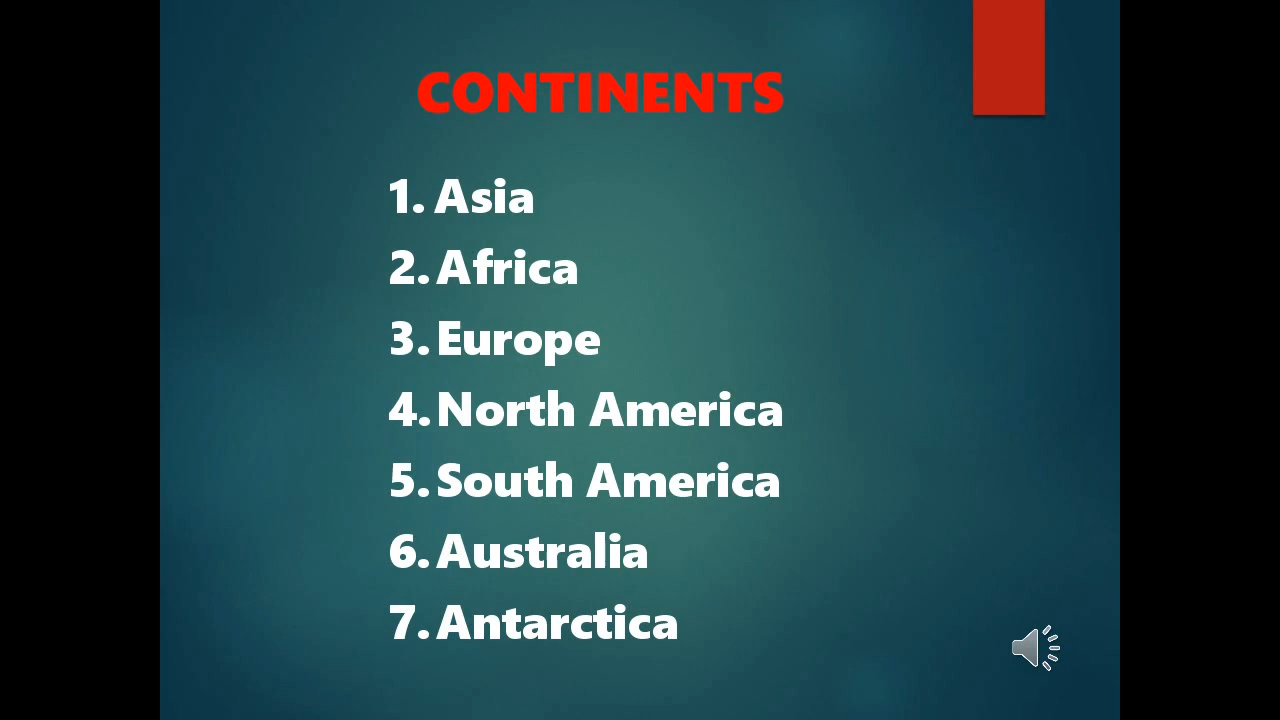 CONTINENTS
1. Asia
2. Africa
3. Europe
4. North America
5. South America
6. Australia
7. Antarctica